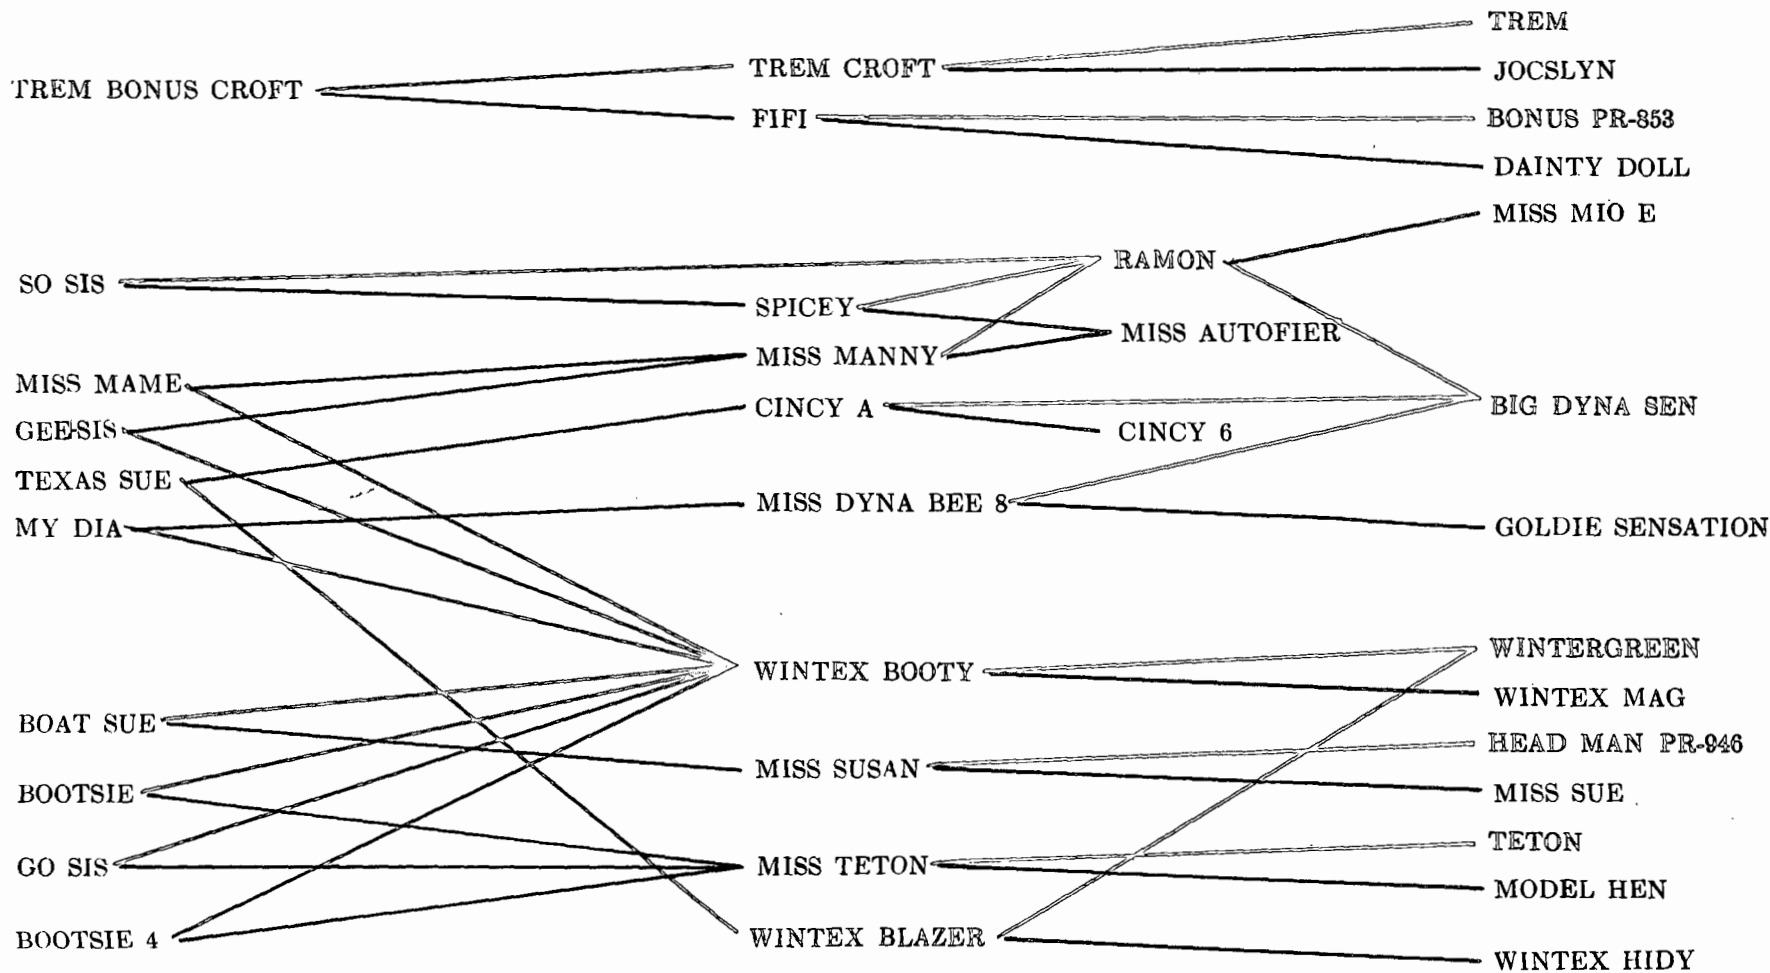 TREM
TREM CROFT
JOCSLYN
TREM BONUS CROFT
FIFI
BONUS PR-853
DAINTY DOLL
MISS MIO E
RAMON
SO SIS
SPICEY
MISS AUTOFIER
MISS MANNY
MISS MAME
CINCY A
BIG DYNA SEN
GEE-SIS
CINCY 6
TEXAS SUE
MISS DYNA BEE 8
MY DIA
GOLDIE SENSATION
WINTERGREEN
WINTEX BOOTY
WINTEX MAG
BOAT SUE
HEAD MAN PR-946
MISS SUSAN
BOOTSIE
MISS SUE
TETON
GO SIS
MISS TETON
MODEL HEN
BOOTSIE 4
WINTEX BLAZER
WINTEX HIDY